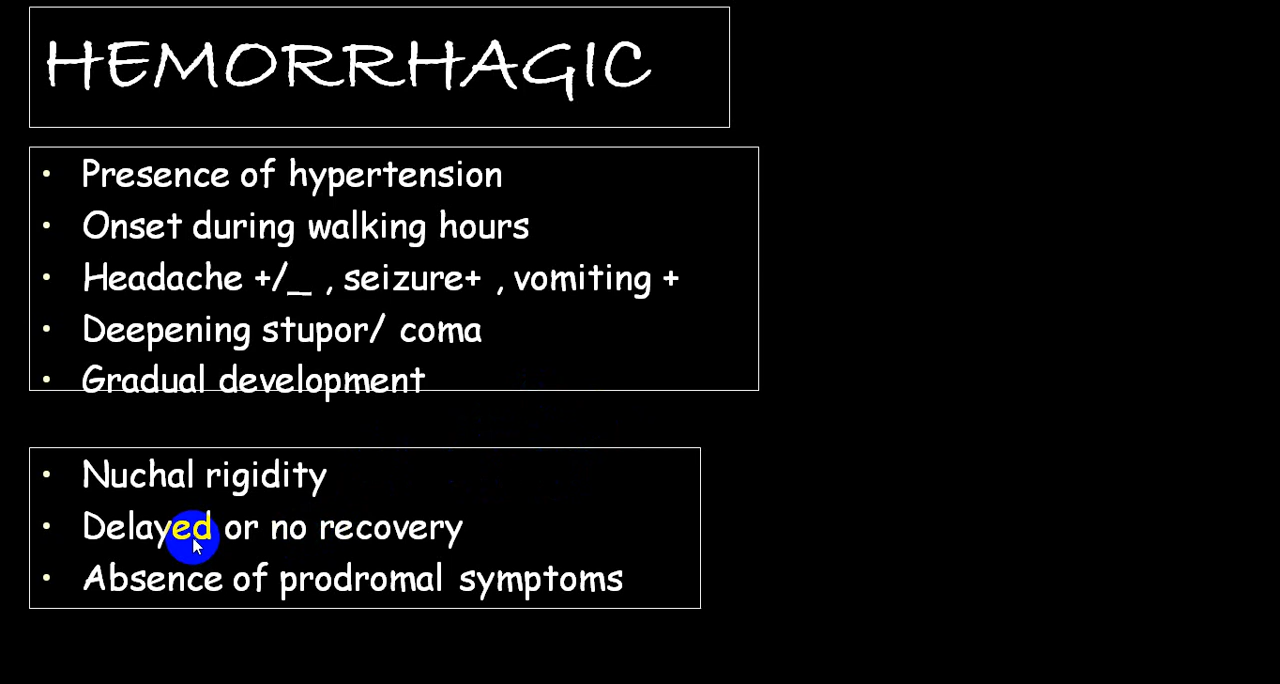 HEMORRHAGIC
• Presence of hypertension
• Onset during walking hours
• Headache +/_ , seizure+ , vomiting +
• Deepening stupor/ coma
• Gradual development
• Nuchal rigidity
• Delayed or no recovery
• Absence of prodromal symptoms